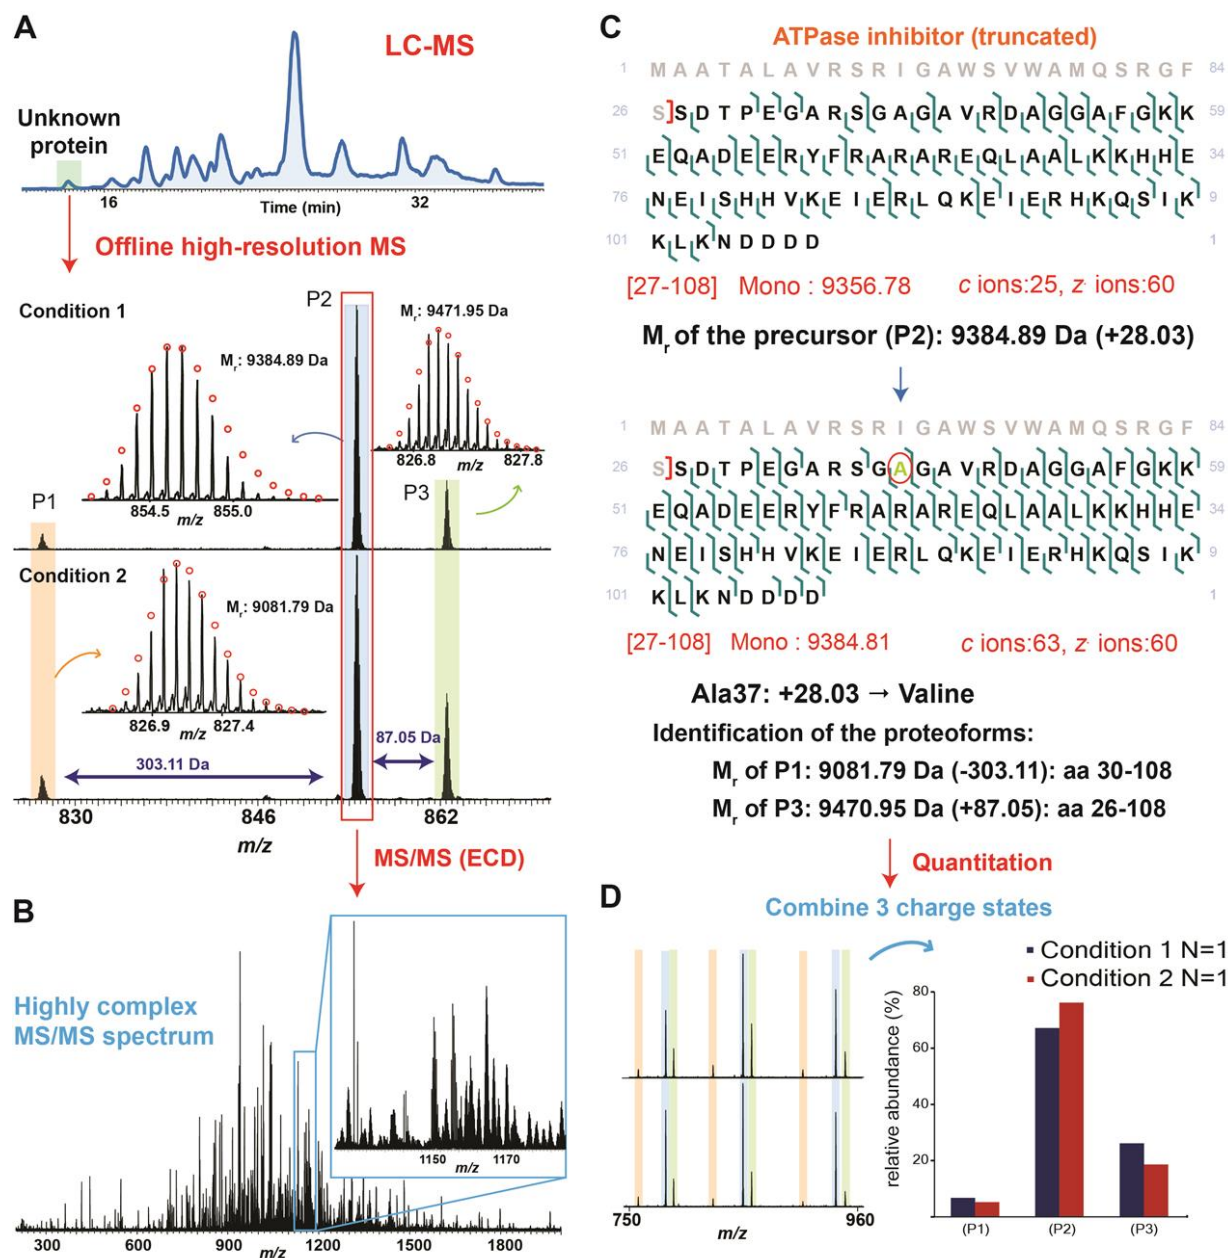 A
LC-MS
Unknown
protein
16
Time (min)
32
Offline high-resolution MS
Condition 1
P2
Mr: 9471.95 Da
Mr: 9384.89 Da
826.8
827.8
m/z
854.5
855.0
m/z
P1
P3
Condition 2
Mr: 9081.79 Da
826.9
827.4
m/z
303.11 Da
87.05 Da
830
846
862
m/z
MS/MS (ECD)
B
Highly complex
MS/MS spectrum
1150
m/z
1170
300
600
900
1200
1500
1800
m/z
C
ATPase inhibitor (truncated)
1 M A A T A L A V R S R I G A W S V W A M Q S R G F 84
26 S S D T P E G A R S G A G A V R D A G G A F G K K 59
51 E Q A D E E R Y F R A R A R E Q L A A L K K H H E 34
76 N E I S H H V K E I E R L Q K E I E R H K Q S I K 9
101 K L K N D D D D 1
[27-108] Mono : 9356.78 c ions:25, z· ions:60
Mr of the precursor (P2): 9384.89 Da (+28.03)
1 M A A T A L A V R S R I G A W S V W A M Q S R G F 84
26 S S D T P E G A R S G A G A V R D A G G A F G K K 59
51 E Q A D E E R Y F R A R A R E Q L A A L K K H H E 34
76 N E I S H H V K E I E R L Q K E I E R H K Q S I K 9
101 K L K N D D D D 1
[27-108] Mono : 9384.81 c ions:63, z· ions:60
Ala37: +28.03 → Valine
Identification of the proteoforms:
Mr of P1: 9081.79 Da (-303.11): aa 30-108
Mr of P3: 9470.95 Da (+87.05): aa 26-108
Quantitation
D
Combine 3 charge states
750
m/z
960
Condition 1 N=1
Condition 2 N=1
relative abundance (%)
80
60
40
20
(P1)
(P2)
(P3)